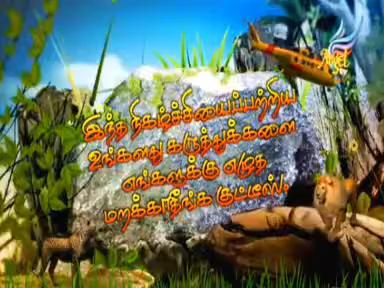 இந்த நிகழ்ச்சியைப்பற்றிய
உங்களது கருத்துக்களை
எங்களுக்கு எழுத
மறக்காதீங்க குட்டீஸ்.